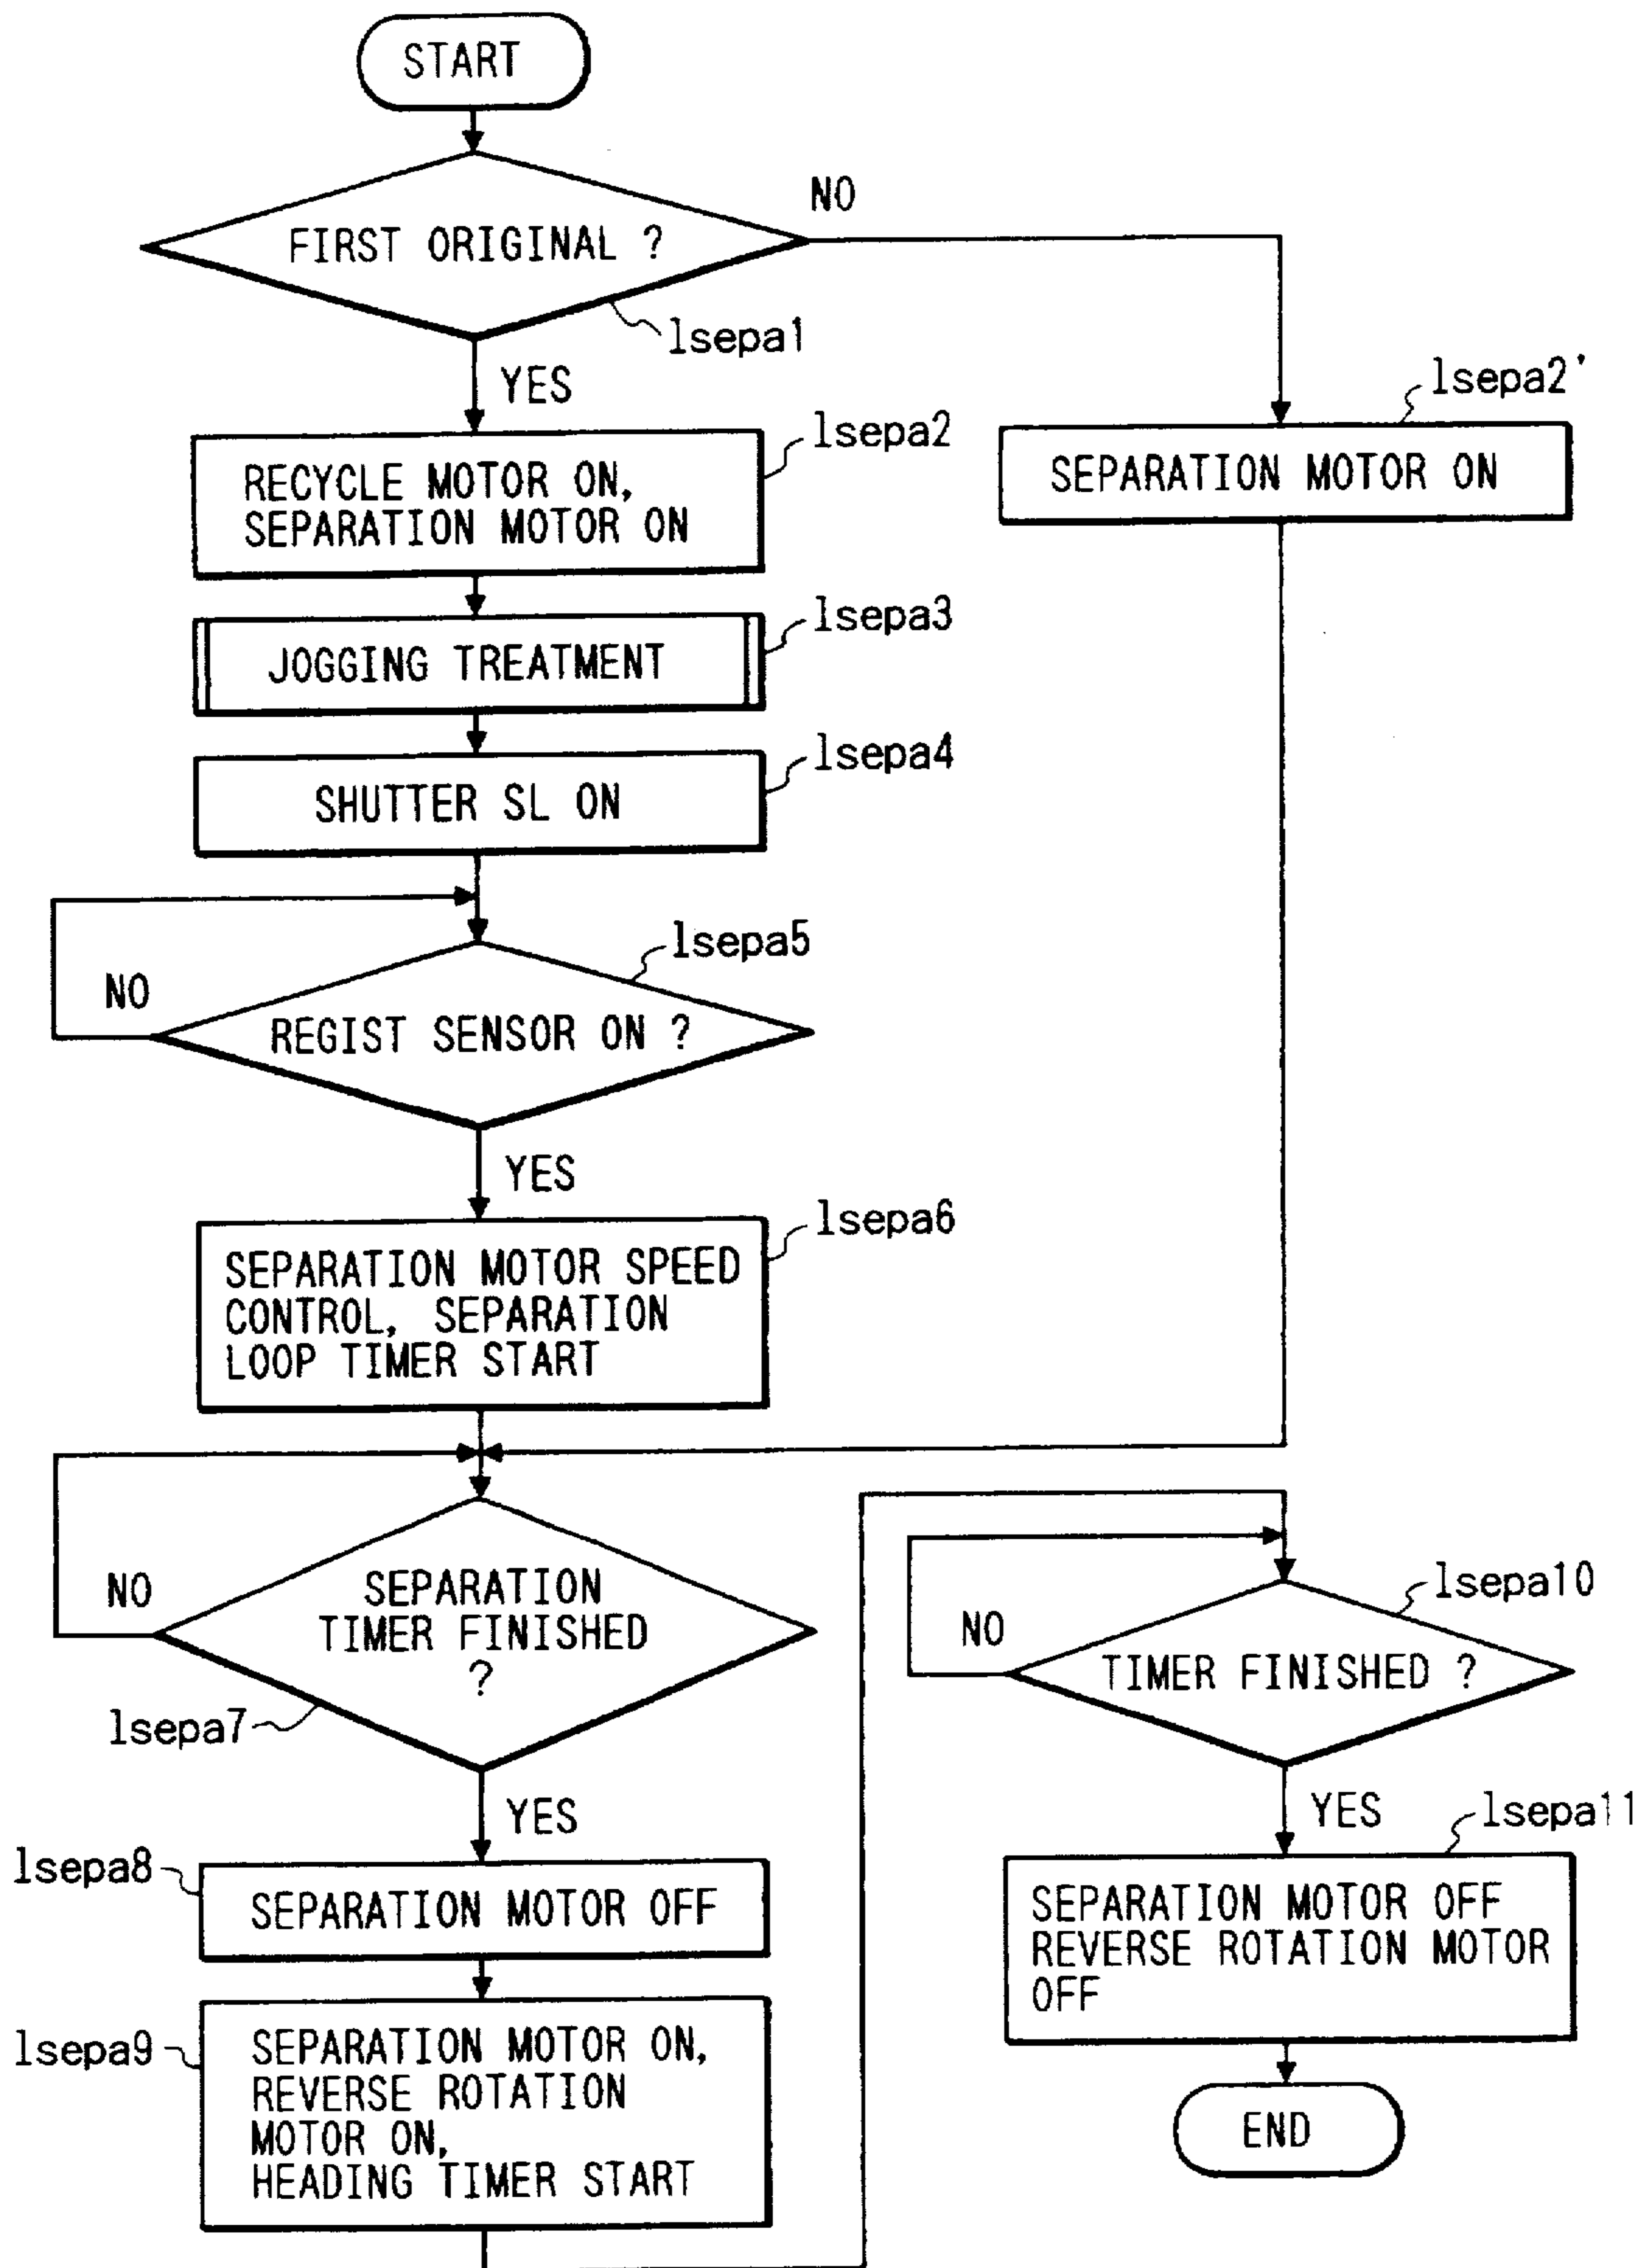 START
FIRST ORIGINAL ?
NO
lsepa1
YES
lsepa2'
SEPARATION MOTOR ON
lsepa2
RECYCLE MOTOR ON,
SEPARATION MOTOR ON
lsepa3
JOGGING TREATMENT
lsepa4
SHUTTER SL ON
lsepa5
NO
REGIST SENSOR ON ?
YES
lsepa6
SEPARATION MOTOR SPEED
CONTROL, SEPARATION
LOOP TIMER START
NO
SEPARATION
TIMER FINISHED
?
lsepa7
YES
lsepa8
SEPARATION MOTOR OFF
lsepa9
SEPARATION MOTOR ON,
REVERSE ROTATION
MOTOR ON,
HEADING TIMER START
lsepa10
NO
TIMER FINISHED ?
YES
lsepa11
SEPARATION MOTOR OFF
REVERSE ROTATION MOTOR
OFF
END